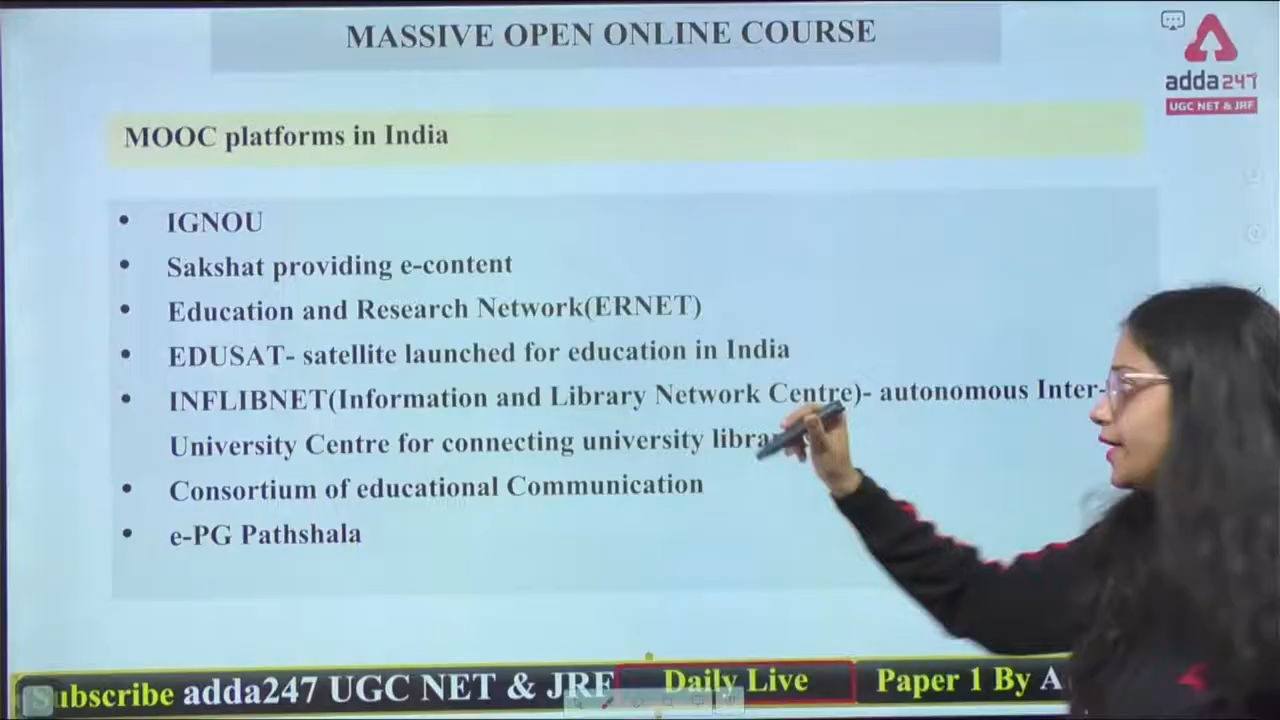 MASSIVE OPEN ONLINE COURSE
adda247
UGC NET & JRF
MOOC platforms in India
• IGNOU
• Sakshat providing e-content
• Education and Research Network(ERNET)
• EDUSAT- satellite launched for education in India
• INFLIBNET(Information and Library Network Centre)- autonomous Inter-
University Centre for connecting university
• Consortium of educational Communication
• e-PG Pathshala
Subscribe adda247 UGC NET & JRF
Daily Live
Paper 1 By A